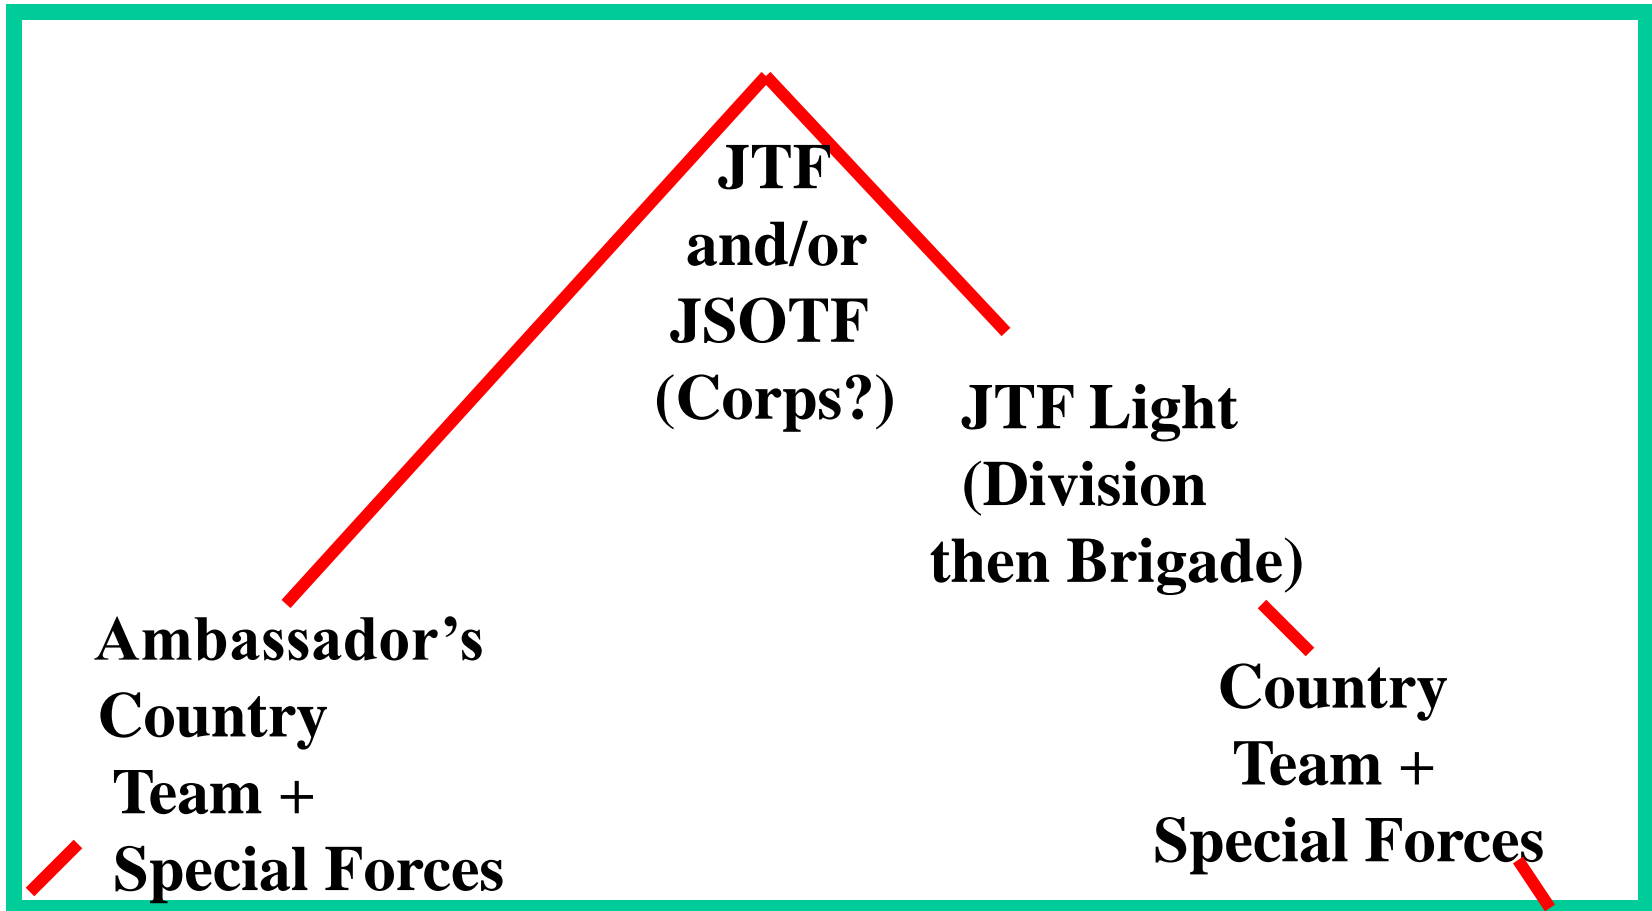 JTF
and/or
JSOTF
(Corps?)
JTF Light
(Division
then Brigade)
Ambassador’s
Country
Team +
Special Forces
Country
Team +
Special Forces